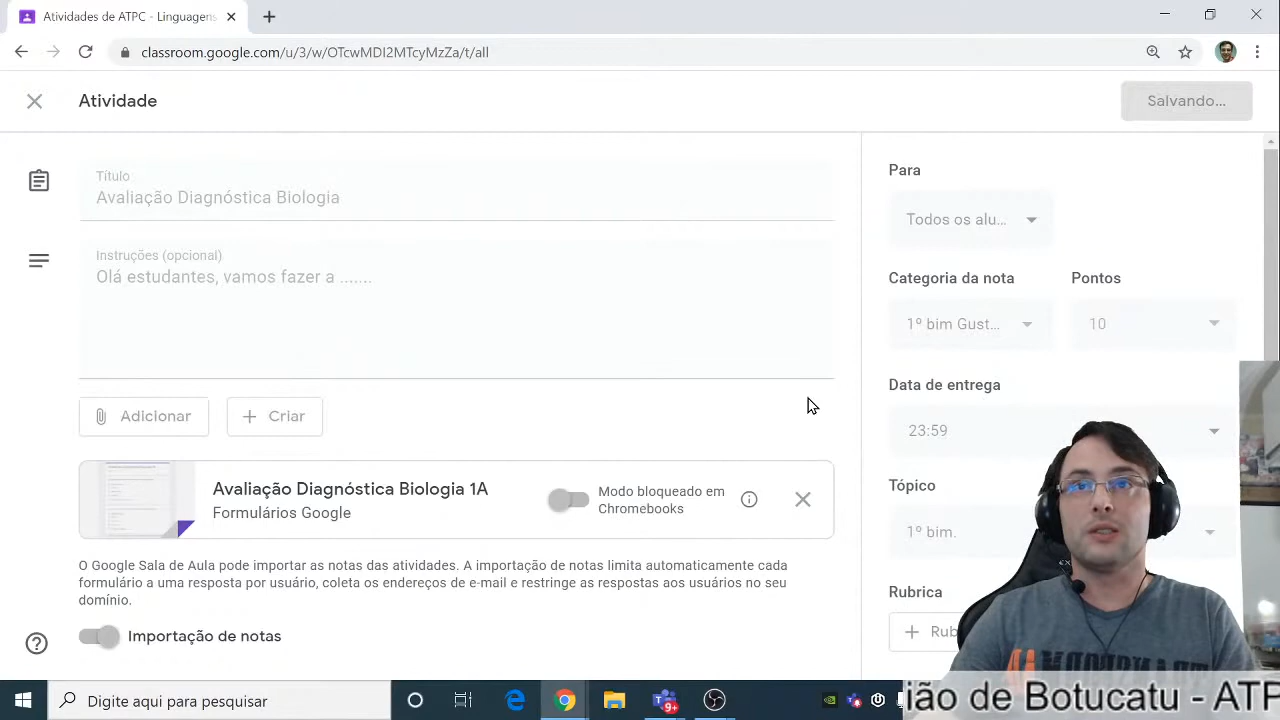 Atividades de ATPC - Linguagens
classroom.google.com/u/3/w/OTcwMDI2MTcyMzZa/t/all
Atividade
Salvando...
Título
Avaliação Diagnóstica Biologia
Instruções (opcional)
Olá estudantes, vamos fazer a .......
Adicionar
Criar
Avaliação Diagnóstica Biologia 1A
Formulários Google
Modo bloqueado em
Chromebooks
O Google Sala de Aula pode importar as notas das atividades. A importação de notas limita automaticamente cada
formulário a uma resposta por usuário, coleta os endereços de e-mail e restringe as respostas aos usuários no seu
domínio.
Importação de notas
Para
Todos os alu...
Categoria da nota
Pontos
1º bim Gust...
10
Data de entrega
23:59
Tópico
1º bim.
Rubrica
+ Rub
Digite aqui para pesquisar
9+
ião de Botucatu - ATP